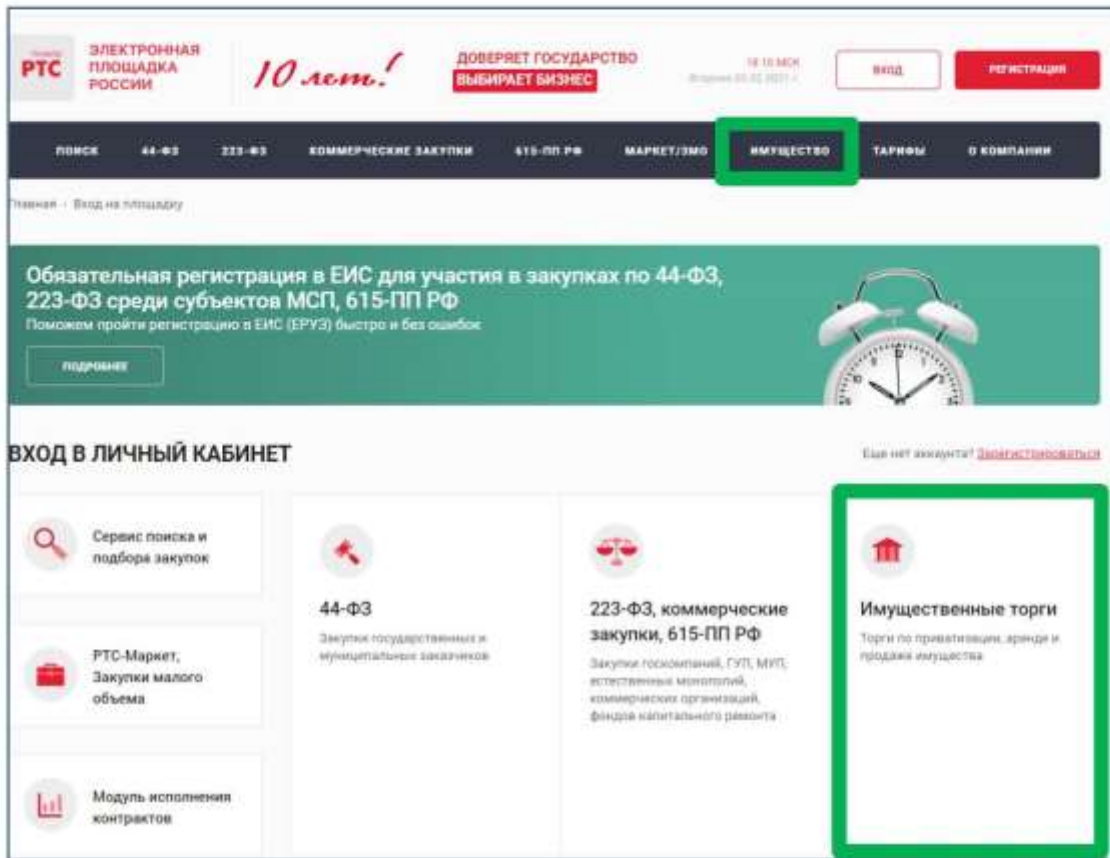 РТС
ЭЛЕКТРОННАЯ
ПЛОЩАДКА
РОССИИ
10 лет!
ДОВЕРЯЕТ ГОСУДАРСТВО
ВЫБИРАЕТ БИЗНЕС
ВХОД
РЕГИСТРАЦИЯ
ПОИСК 44-ФЗ 223-ФЗ КОММЕРЧЕСКИЕ ЗАКУПКИ 615-ПП РФ МАРКЕТ/ЗМО ИМУЩЕСТВО ТАРИФЫ О КОМПАНИИ
Главная Вход на площадку
Обязательная регистрация в ЕИС для участия в закупках по 44-ФЗ,
223-ФЗ среди субъектов МСП, 615-ПП РФ
Поможем пройти регистрацию в ЕИС (ЕРУЗ) быстро и без ошибок
ПОДРОБНЕЕ
ВХОД В ЛИЧНЫЙ КАБИНЕТ
Еще нет аккаунта? Зарегистрироваться
Сервис поиска и
подбора закупок
РТС-Маркет,
Закупки малого
объема
Модуль исполнения
контрактов
44-ФЗ
Закупки государственных и
муниципальных заказчиков
223-ФЗ, коммерческие
закупки, 615-ПП РФ
Закупки госкомпаний, ГУП, МУП,
естественных монополий,
коммерческих организаций,
фондов капитального ремонта
Имущественные торги
Торги по приватизации, аренде и
продаже имущества